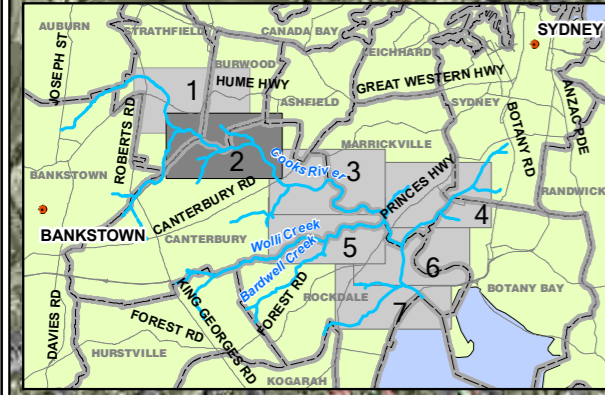 AUBURN
STRATHFIELD
CANADA BAY
SYDNEY
JOSEPH ST
BURWOOD
LEICHHARDT
HUME HWY
GREAT WESTERN HWY
1
ROBERTS RD
ASHFIELD
SYDNEY
BOTANY RD
ANZAC PDE
MARRICKVILLE
2
Cooks River
3
PRINCES HWY
BANKSTOWN
CANTERBURY RD
RANDWICK
4
BANKSTOWN
CANTERBURY
Wolli Creek
5
Bardwell Creek
6
KING GEORGES RD
FOREST RD
ROCKDALE
BOTANY BAY
DAVIES RD
FOREST RD
7
HURSTVILLE
KOGARAH